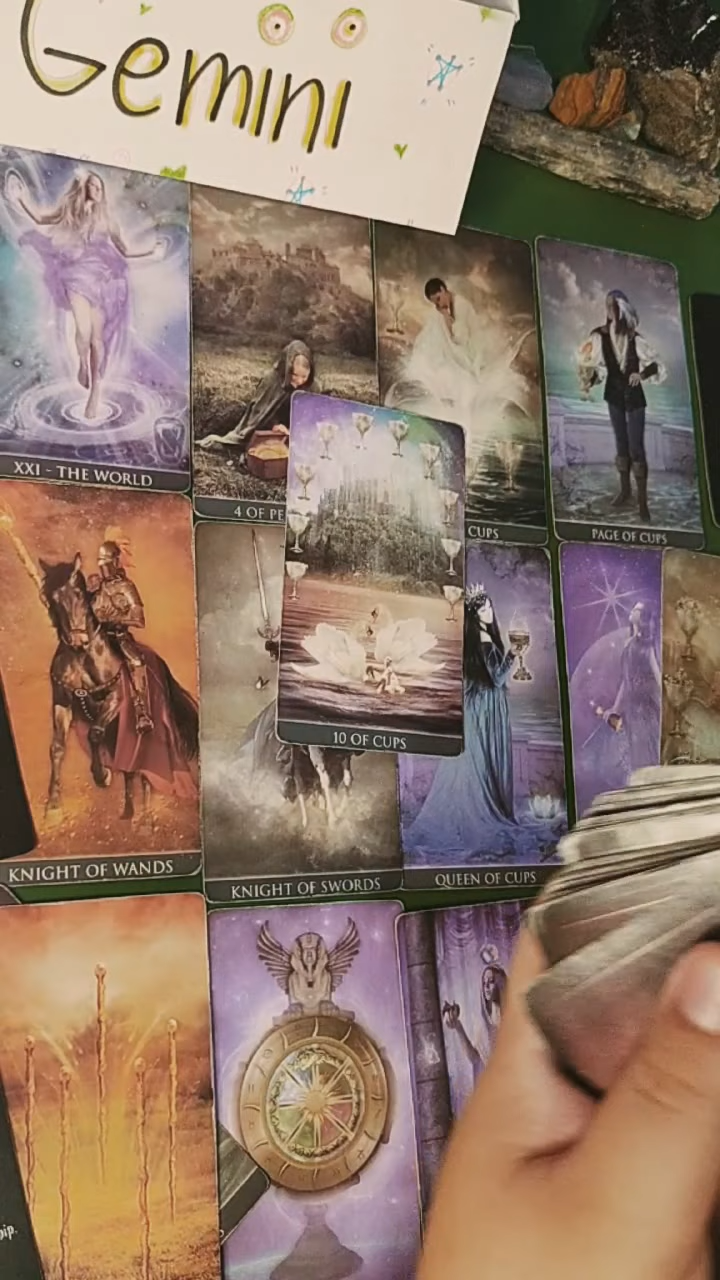 Gemini
XXI - THE WORLD
4 OF PE
CUPS
PAGE OF CUPS
10 OF CUPS
KNIGHT OF WANDS
KNIGHT OF SWORDS
QUEEN OF CUPS